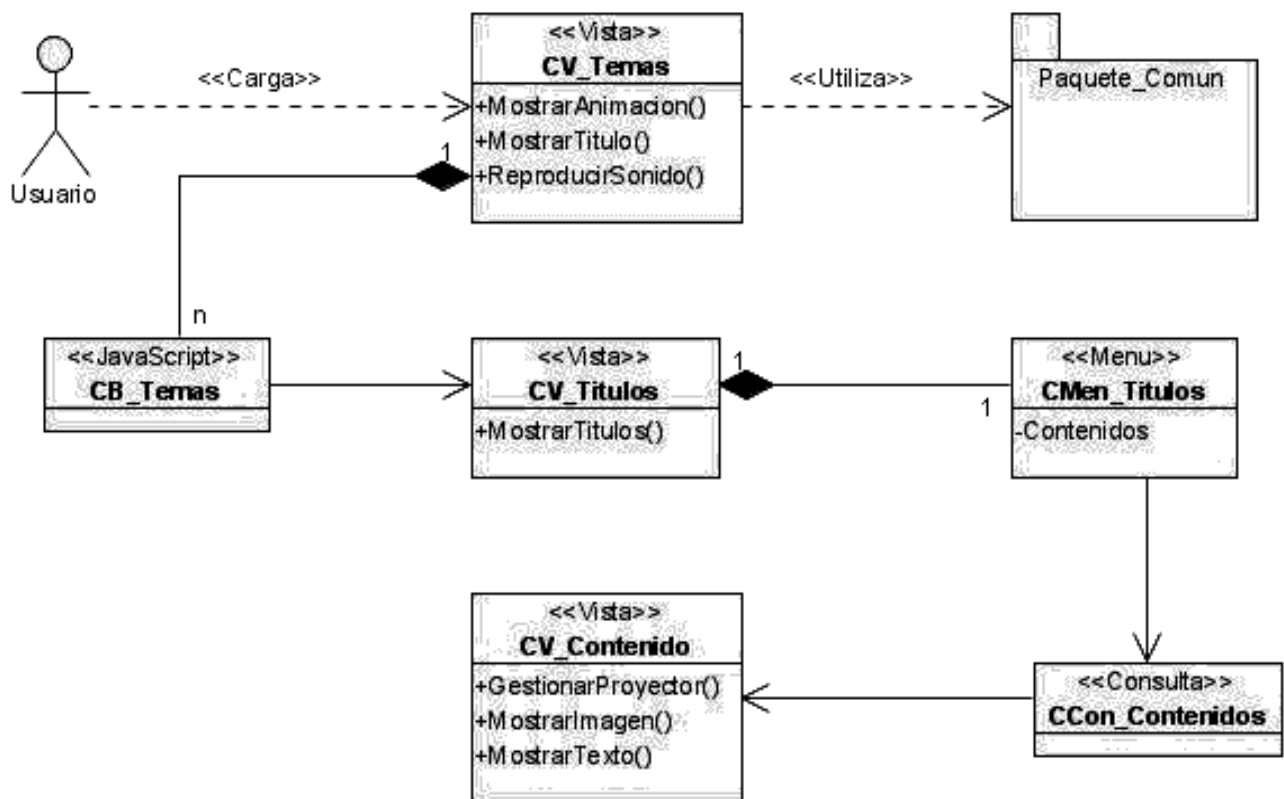 Usuario
<<Carga>>
<<Vista>>
CV_Temas
+MostrarAnimacion()
+MostrarTitulo()
+ReproducirSonido()
<<Utiliza>>
Paquete_Comun
1
n
<<JavaScript>>
CB_Temas
<<Vista>>
CV_Titulos
+MostrarTitulos()
1
1
<<Menu>>
CMen_Titulos
-Contenidos
<<Vista>>
CV_Contenido
+GestionarProyector()
+MostrarImagen()
+MostrarTexto()
<<Consulta>>
CCon_Contenidos